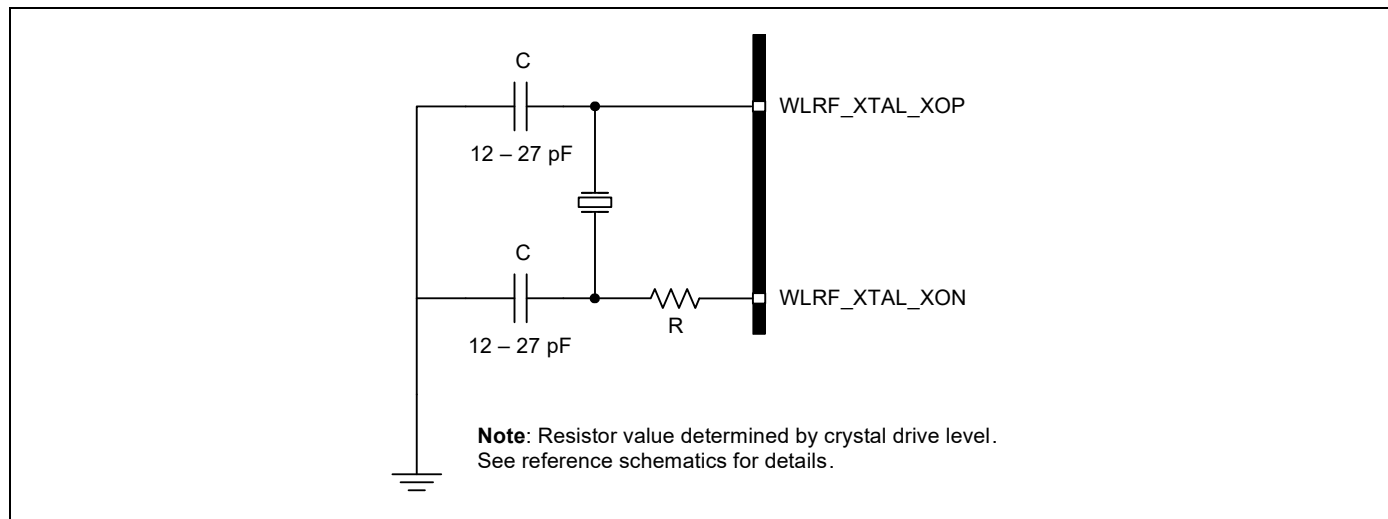 C
WLRF_XTAL_XOP
12 – 27 pF
C
WLRF_XTAL_XON
R
12 – 27 pF
Note: Resistor value determined by crystal drive level.
See reference schematics for details.